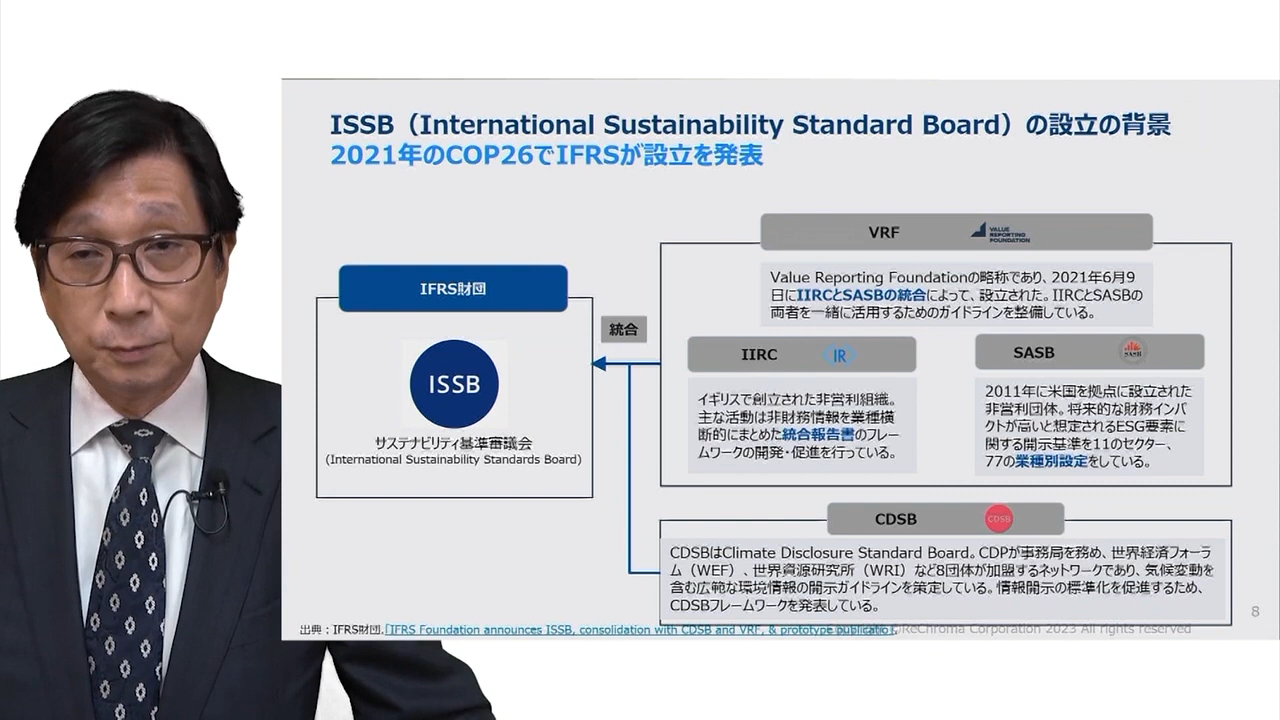 ISSB（International Sustainability Standard Board）の設立の背景
2021年のCOP26でIFRSが設立を発表
IFRS財団
ISSB
サステナビリティ基準審議会
(International Sustainability Standards Board)
統合
VRF
VALUE
REPORTING
FOUNDATION
Value Reporting Foundationの略称であり、2021年6月9
日にIIRCとSASBの統合によって、設立された。IIRCとSASBの
両者を一緒に活用するためのガイドラインを整備している。
IIRC
IR
イギリスで創立された非営利組織。
主な活動は非財務情報を業種横
断的にまとめた統合報告書のフレー
ムワークの開発・促進を行っている。
SASB
SASB
2011年に米国を拠点に設立された
非営利団体。将来的な財務インパ
クトが高いと想定されるESG要素に
関する開示基準を11のセクター、
77の業種別設定をしている。
CDSB
CDSB
CDSBはClimate Disclosure Standard Board。CDPが事務局を務め、世界経済フォーラ
ム（WEF）、世界資源研究所（WRI）など8団体が加盟するネットワークであり、気候変動を
含む広範な環境情報の開示ガイドラインを策定している。情報開示の標準化を促進するため、
CDSBフレームワークを発表している。
出典：IFRS財団,「IFRS Foundation announces ISSB, consolidation with CDSB and VRF, & prototype publicatio」,
ReChroma Corporation 2023 All rights reserved
8